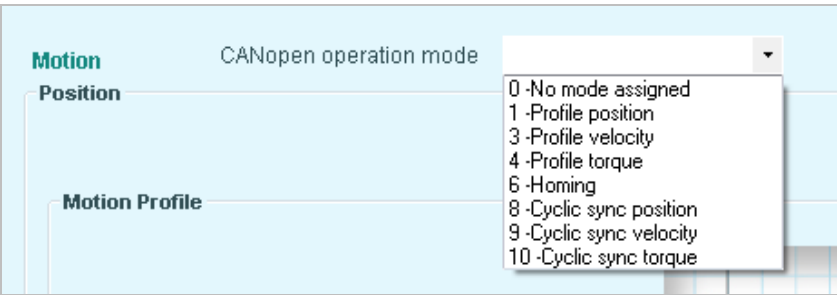 Motion CANopen operation mode
Position
0 -No mode assigned
1 -Profile position
3 -Profile velocity
4 -Profile torque
6 -Homing
8 -Cyclic sync position
9 -Cyclic sync velocity
10 -Cyclic sync torque
Motion Profile